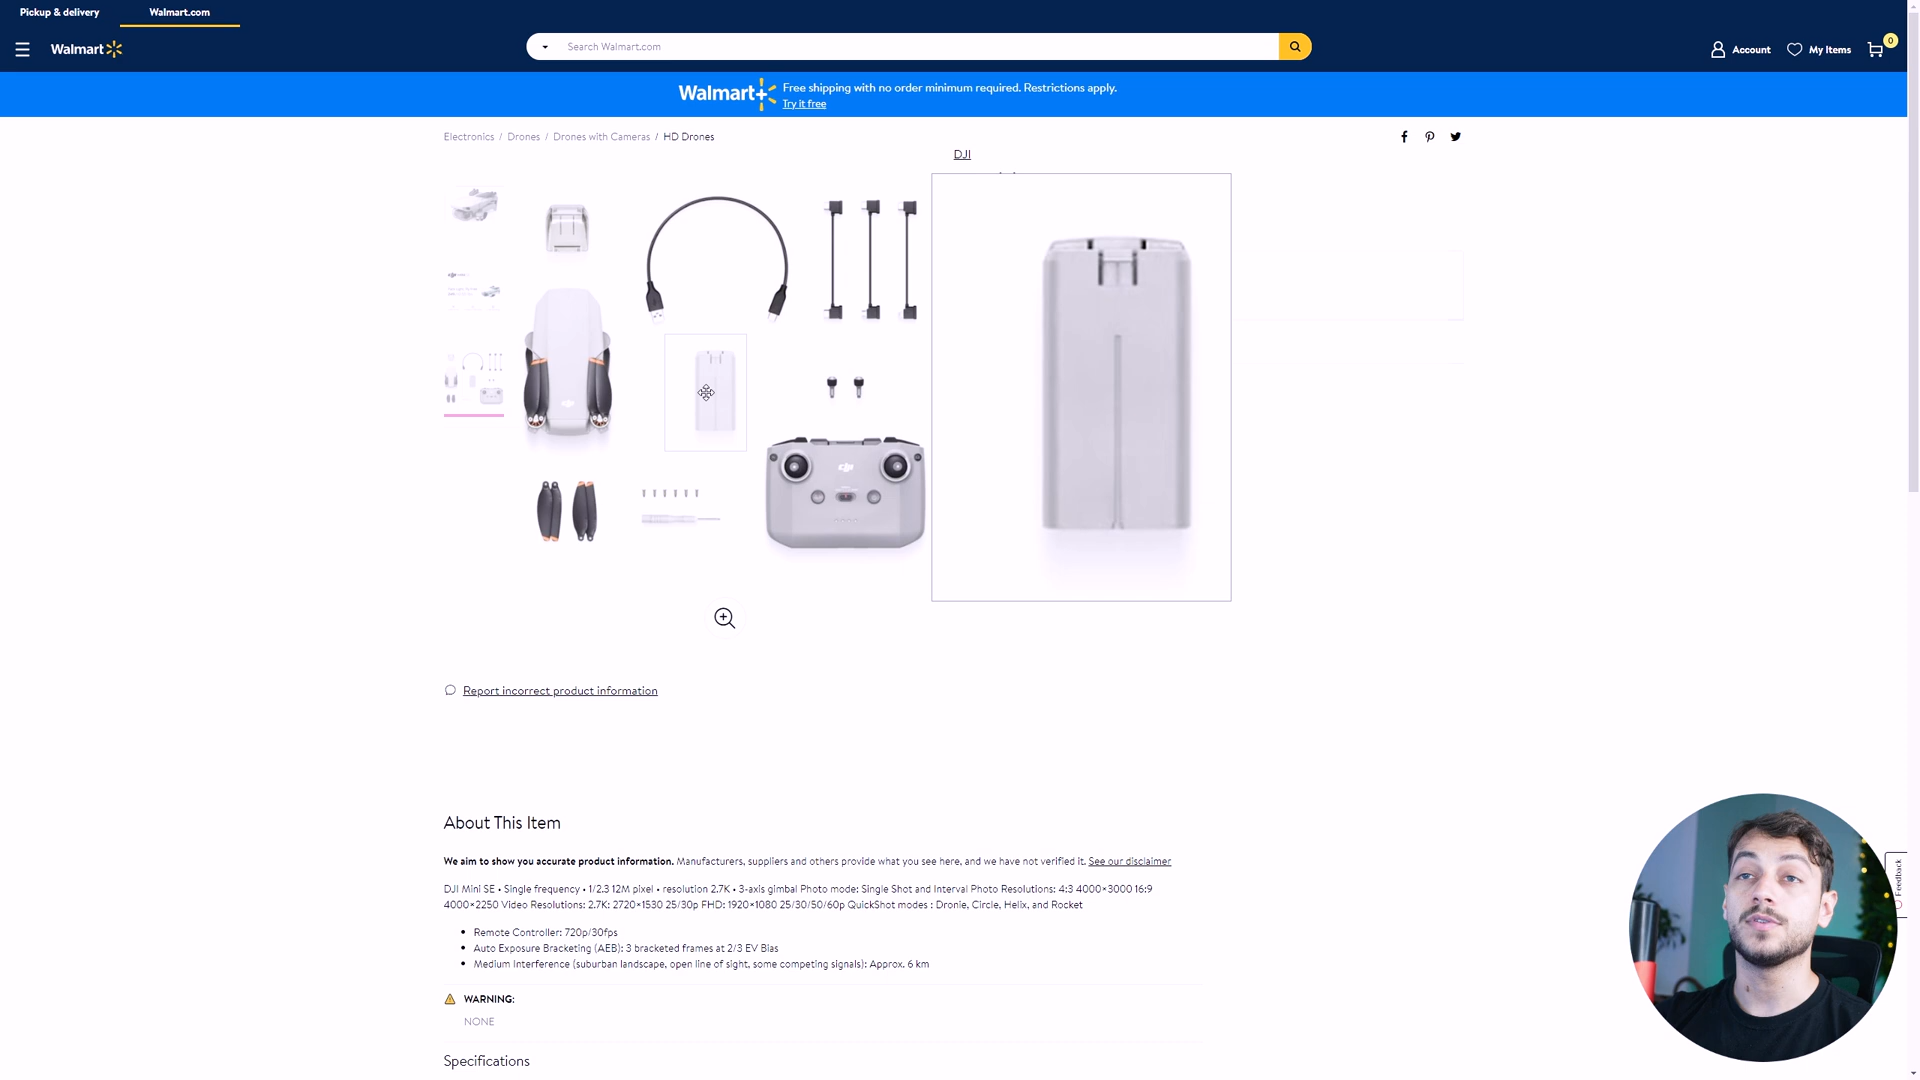 Pickup & delivery
Walmart.com
Walmart
Search Walmart.com
Account
My Items
0
Walmart+
Free shipping with no order minimum required. Restrictions apply.
Try it free
Electronics / Drones / Drones with Cameras / HD Drones
DJI
Report incorrect product information
About This Item
We aim to show you accurate product information. Manufacturers, suppliers and others provide what you see here, and we have not verified it. See our disclaimer
DJI Mini SE • Single frequency • 1/2.3 12M pixel • resolution 2.7K • 3-axis gimbal Photo mode: Single Shot and Interval Photo Resolutions: 4:3 4000×3000 16:9
4000×2250 Video Resolutions: 2.7K: 2720×1530 25/30p FHD: 1920×1080 25/30/50/60p QuickShot modes : Dronie, Circle, Helix, and Rocket
• Remote Controller: 720p/30fps
• Auto Exposure Bracketing (AEB): 3 bracketed frames at 2/3 EV Bias
• Medium Interference (suburban landscape, open line of sight, some competing signals): Approx. 6 km
WARNING:
NONE
Specifications
Feedback